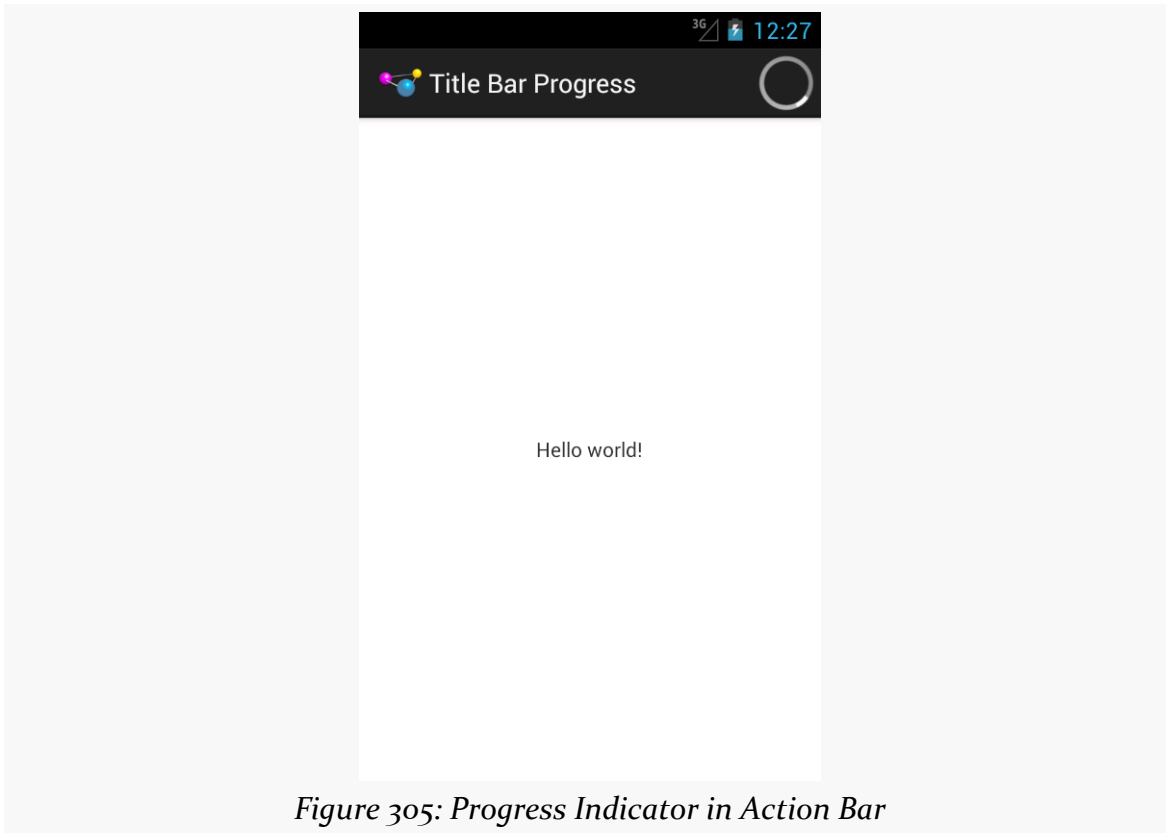 3G 12:27
Title Bar Progress
Hello world!
Figure 305: Progress Indicator in Action Bar